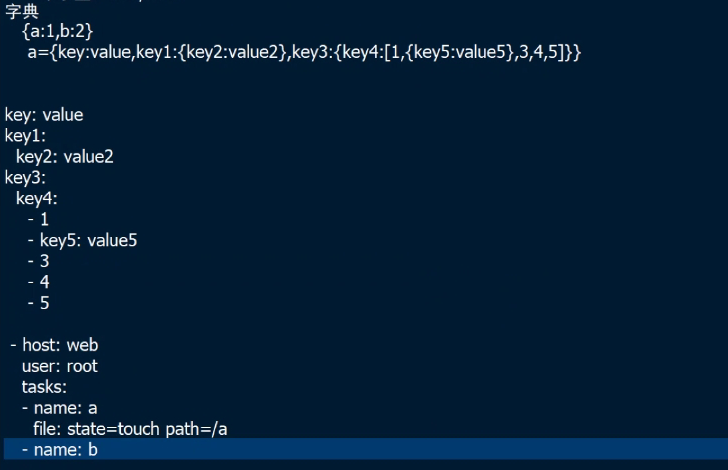 字典
{a:1,b:2}
a={key:value,key1:{key2:value2},key3:{key4:[1,{key5:value5},3,4,5]}}
key: value
key1:
key2: value2
key3:
key4:
- 1
- key5: value5
- 3
- 4
- 5
- host: web
user: root
tasks:
- name: a
file: state=touch path=/a
- name: b